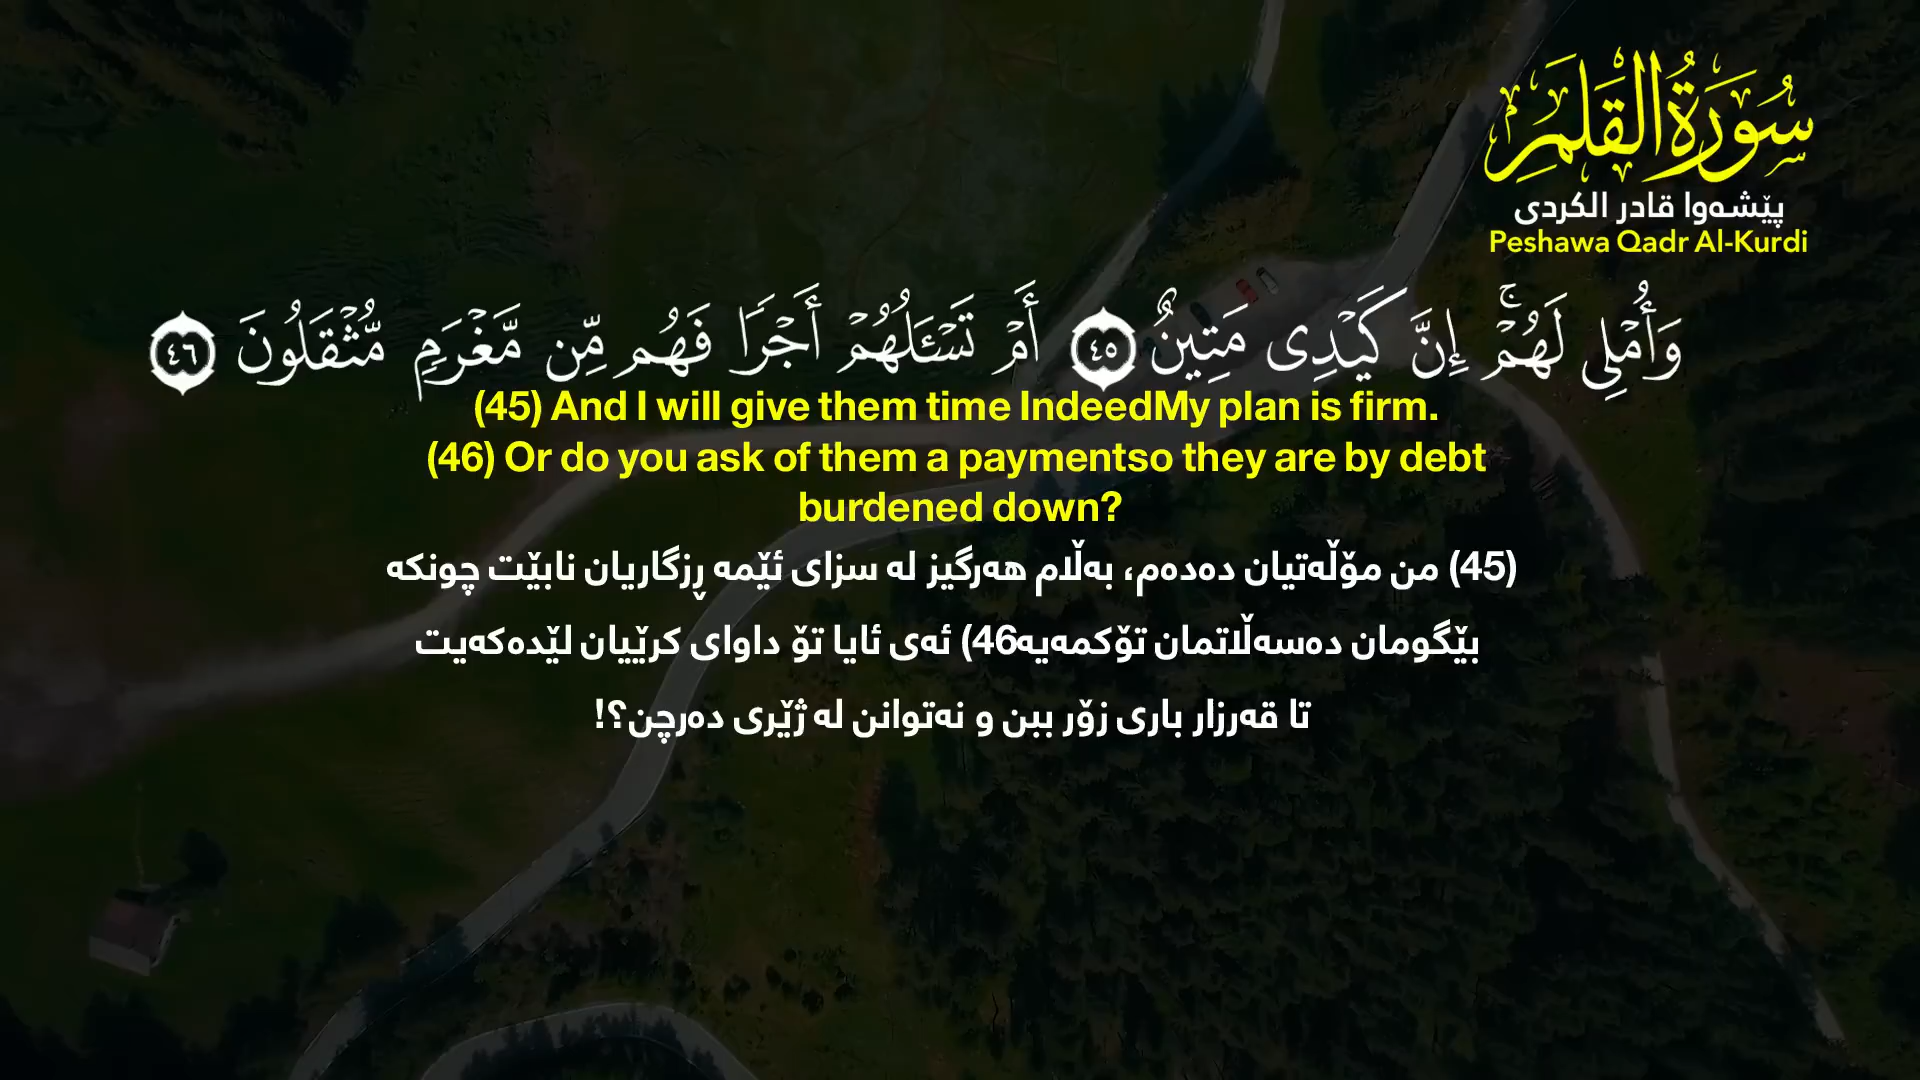 سُورَةُ الْقَلَمِ
پێشەوا قادر الكردی
Peshawa Qadr Al-Kurdi
وَأُمْلِي لَهُمْ ۚ إِنَّ كَيْدِى مَتِينٌ ٤٥ أَمْ تَسْـَٔلُهُمْ أَجْرًا فَهُم مِّن مَّغْرَمٍ مُّثْقَلُونَ ٤٦
(45) And I will give them time IndeedMy plan is firm.
(46) Or do you ask of them a paymentso they are by debt
burdened down?
(45) من مۆڵەتیان دەدەم، بەڵام هەرگیز لە سزای ئێمە ڕزگاریان نابێت چونکە
بێگومان دەسەڵاتمان تۆکمەیە46) ئەی ئایا تۆ داوای کرێیان لێدەکەیت
تا قەرزار باری زۆر ببن و نەتوانن لە ژێری دەرچن؟!